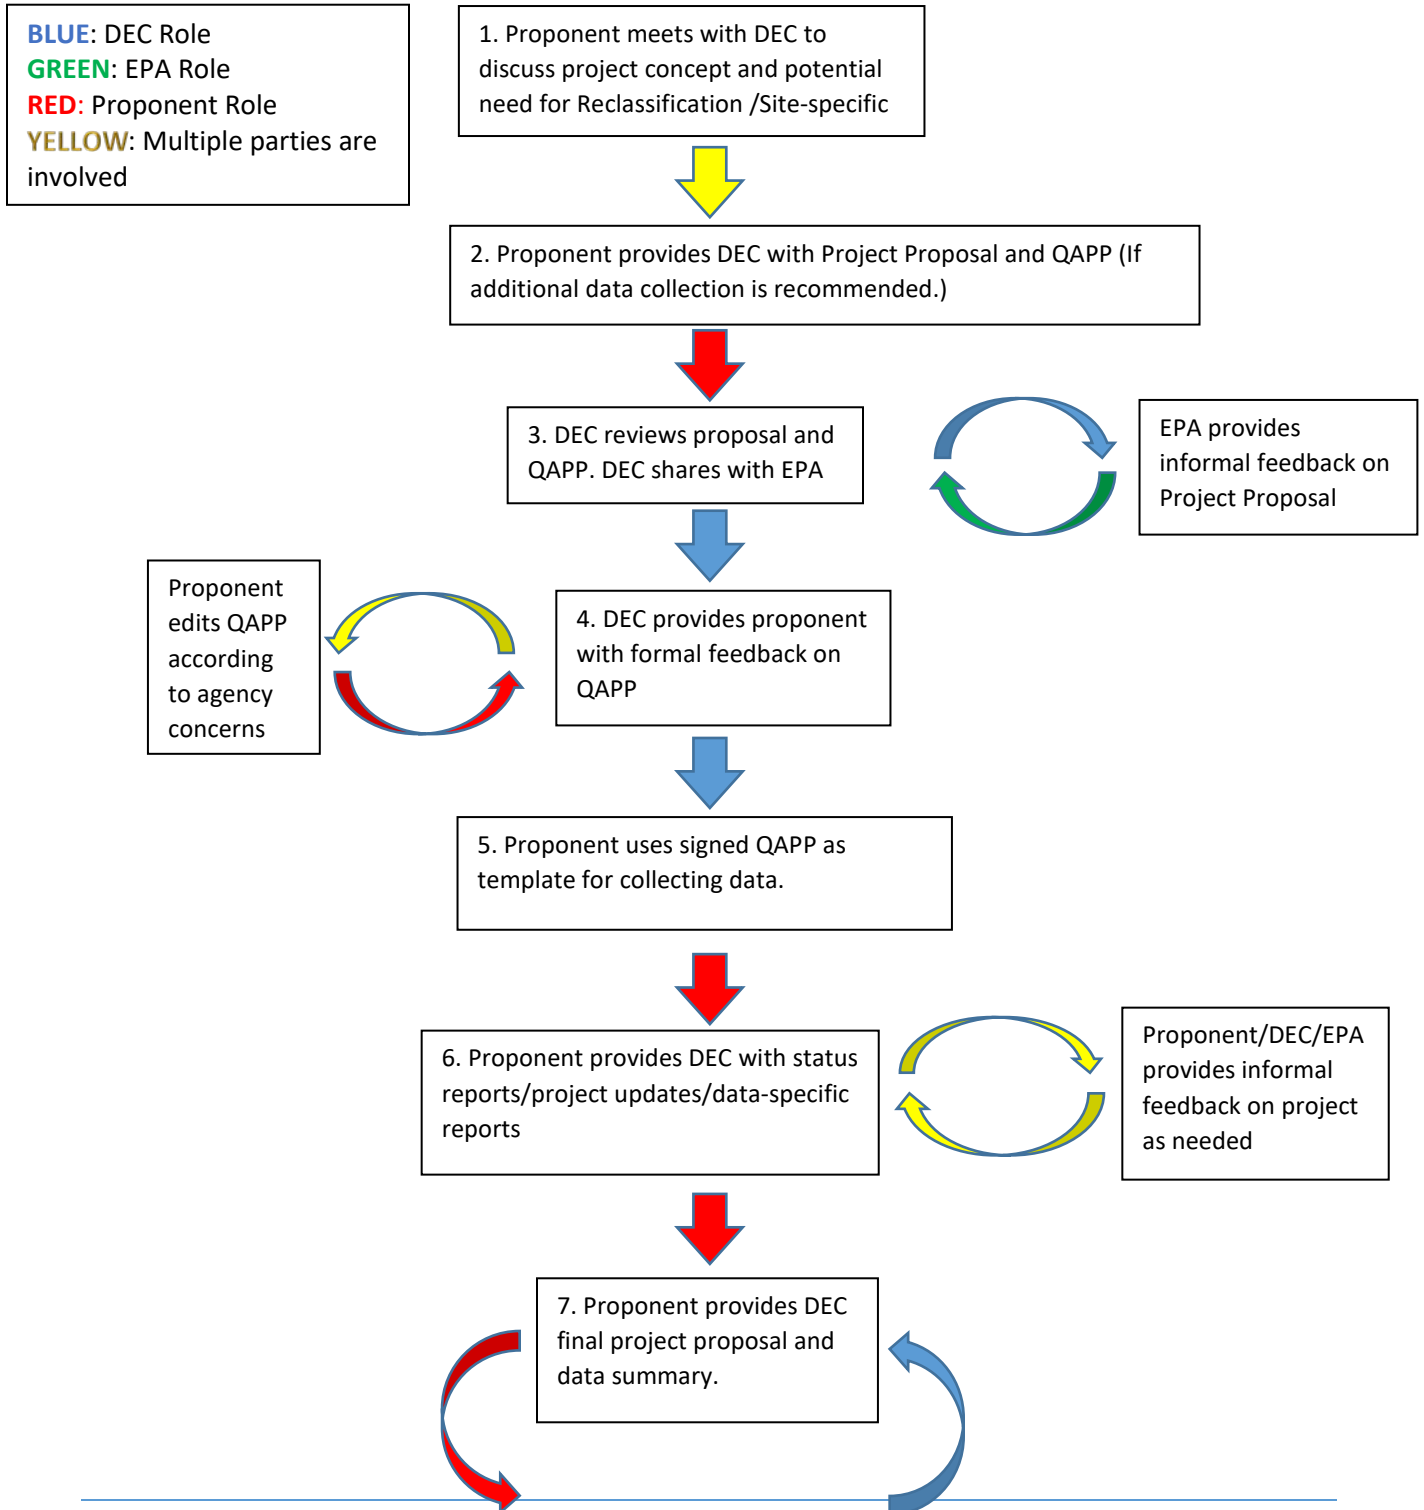 BLUE: DEC Role
GREEN: EPA Role
RED: Proponent Role
YELLOW: Multiple parties are
involved
1. Proponent meets with DEC to
discuss project concept and potential
need for Reclassification /Site-specific
2. Proponent provides DEC with Project Proposal and QAPP (If
additional data collection is recommended.)
3. DEC reviews proposal and
QAPP. DEC shares with EPA
EPA provides
informal feedback on
Project Proposal
Proponent
edits QAPP
according
to agency
concerns
4. DEC provides proponent
with formal feedback on
QAPP
5. Proponent uses signed QAPP as
template for collecting data.
6. Proponent provides DEC with status
reports/project updates/data-specific
reports
Proponent/DEC/EPA
provides informal
feedback on project
as needed
7. Proponent provides DEC
final project proposal and
data summary.